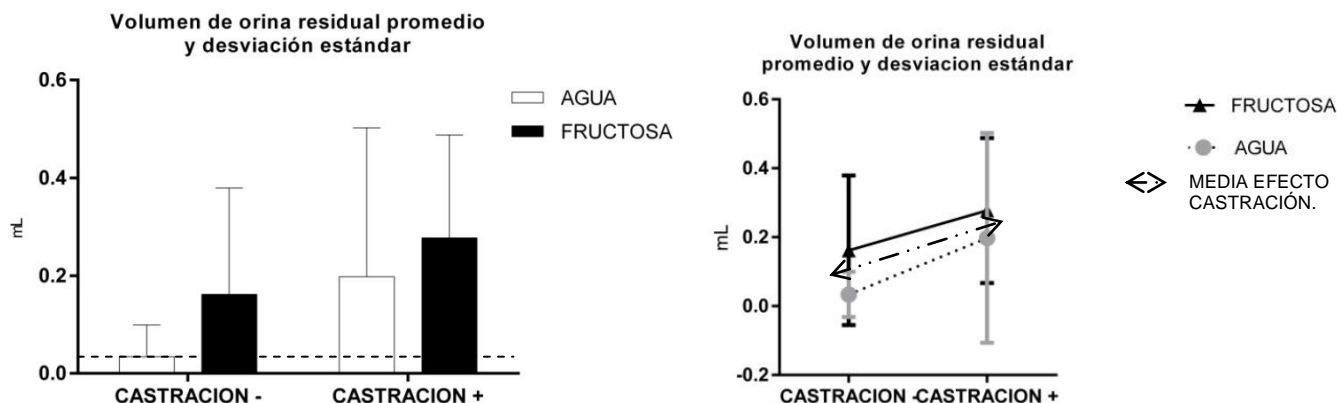 Volumen de orina residual promedio
y desviación estándar
0.6
0.4
0.2
0.0
mL
CASTRACION -
CASTRACION +
AGUA
FRUCTOSA
Volumen de orina residual
promedio y desviacion estándar
0.6
0.4
0.2
0.0
-0.2
mL
CASTRACION -
CASTRACION +
FRUCTOSA
AGUA
MEDIA EFECTO
CASTRACIÓN.